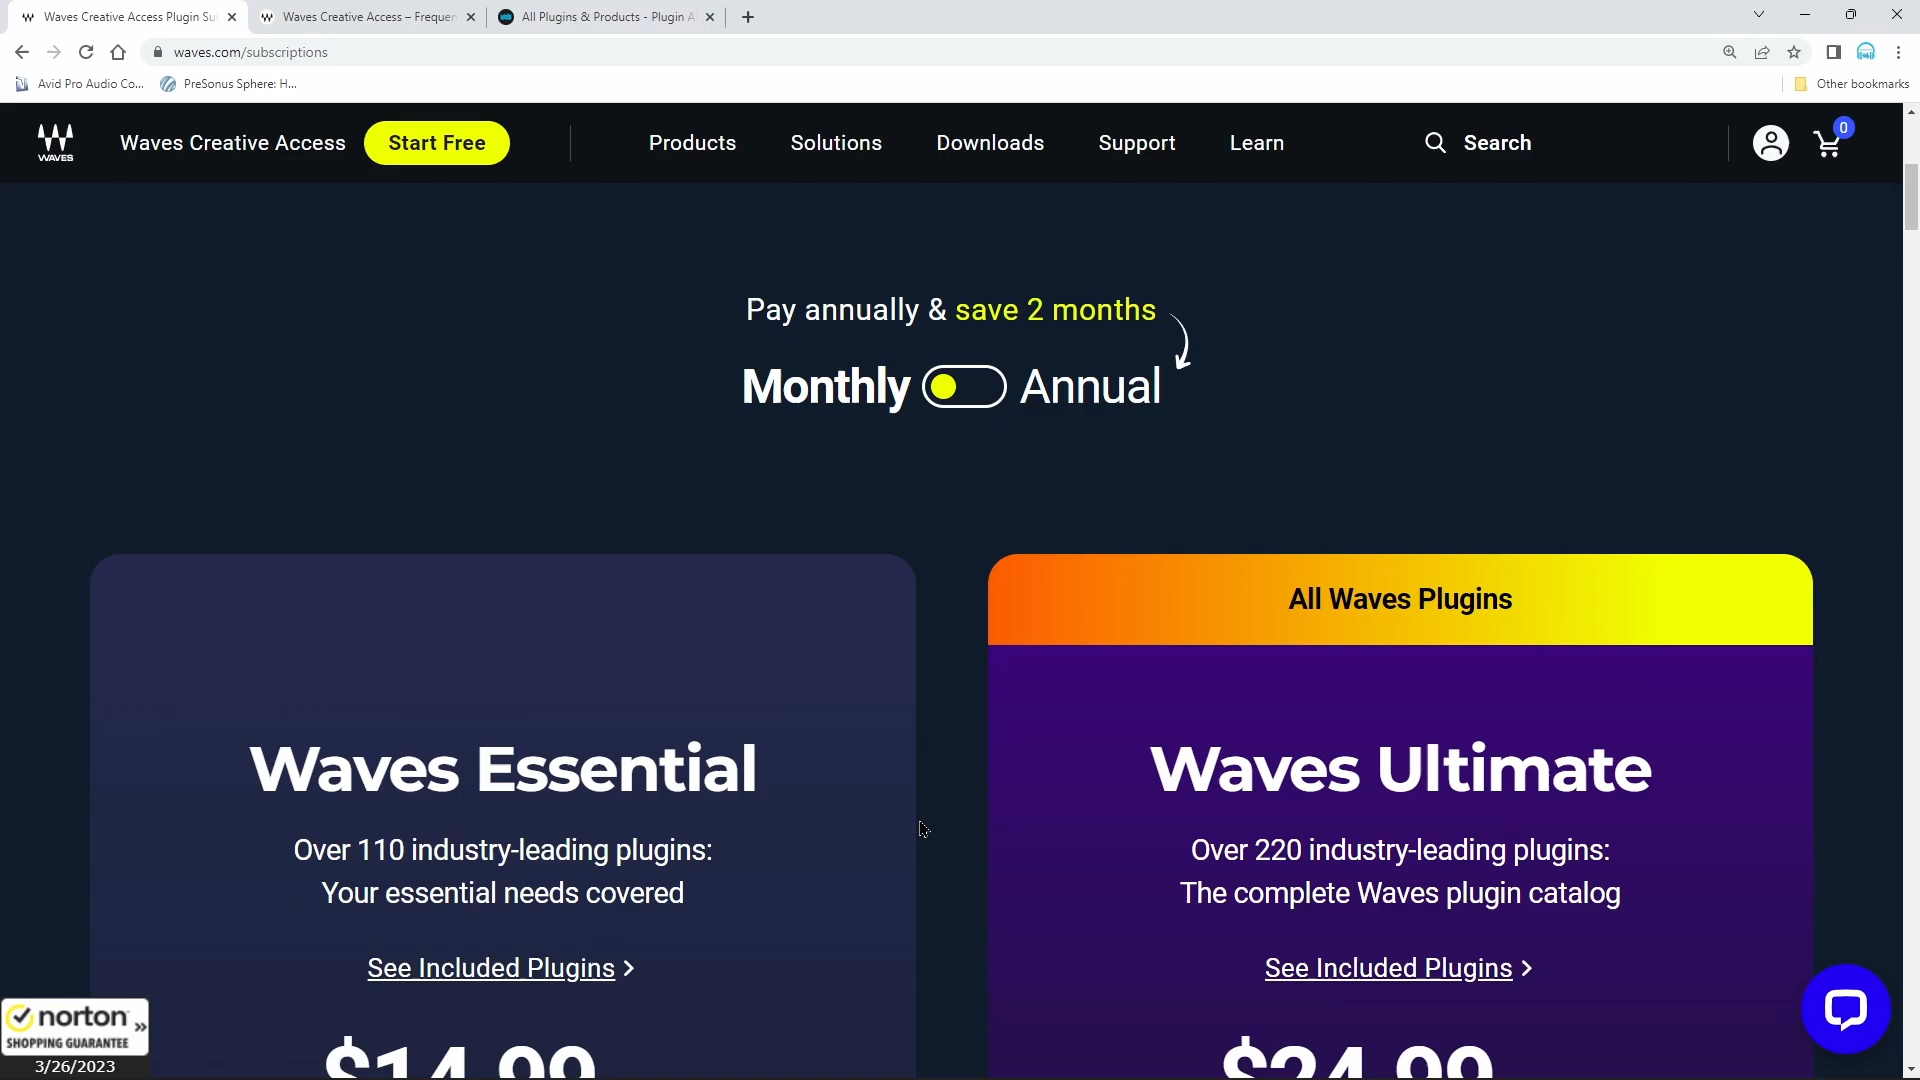 Waves Creative Access Plugin Su
Waves Creative Access – Frequen
All Plugins & Products - Plugin A
waves.com/subscriptions
Avid Pro Audio Co...
PreSonus Sphere: H...
Other bookmarks
WAVES
Waves Creative Access
Start Free
Products
Solutions
Downloads
Support
Learn
Search
0
Pay annually & save 2 months
Monthly
Annual
All Waves Plugins
Waves Essential
Over 110 industry-leading plugins:
Your essential needs covered
See Included Plugins
$14.99
Waves Ultimate
Over 220 industry-leading plugins:
The complete Waves plugin catalog
See Included Plugins
$24.99
norton
SHOPPING GUARANTEE
3/26/2023